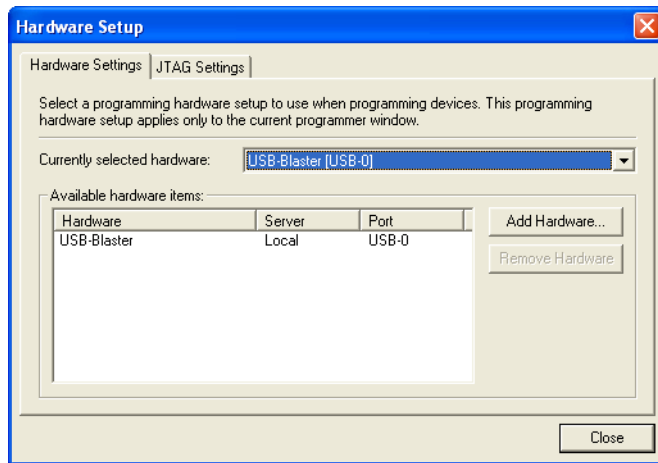 Hardware Setup
Hardware Settings JTAG Settings
Select a programming hardware setup to use when programming devices. This programming
hardware setup applies only to the current programmer window.
Currently selected hardware: USB-Blaster [USB-0]
Available hardware items:
Hardware Server Port
USB-Blaster Local USB-0
Add Hardware...
Remove Hardware
Close